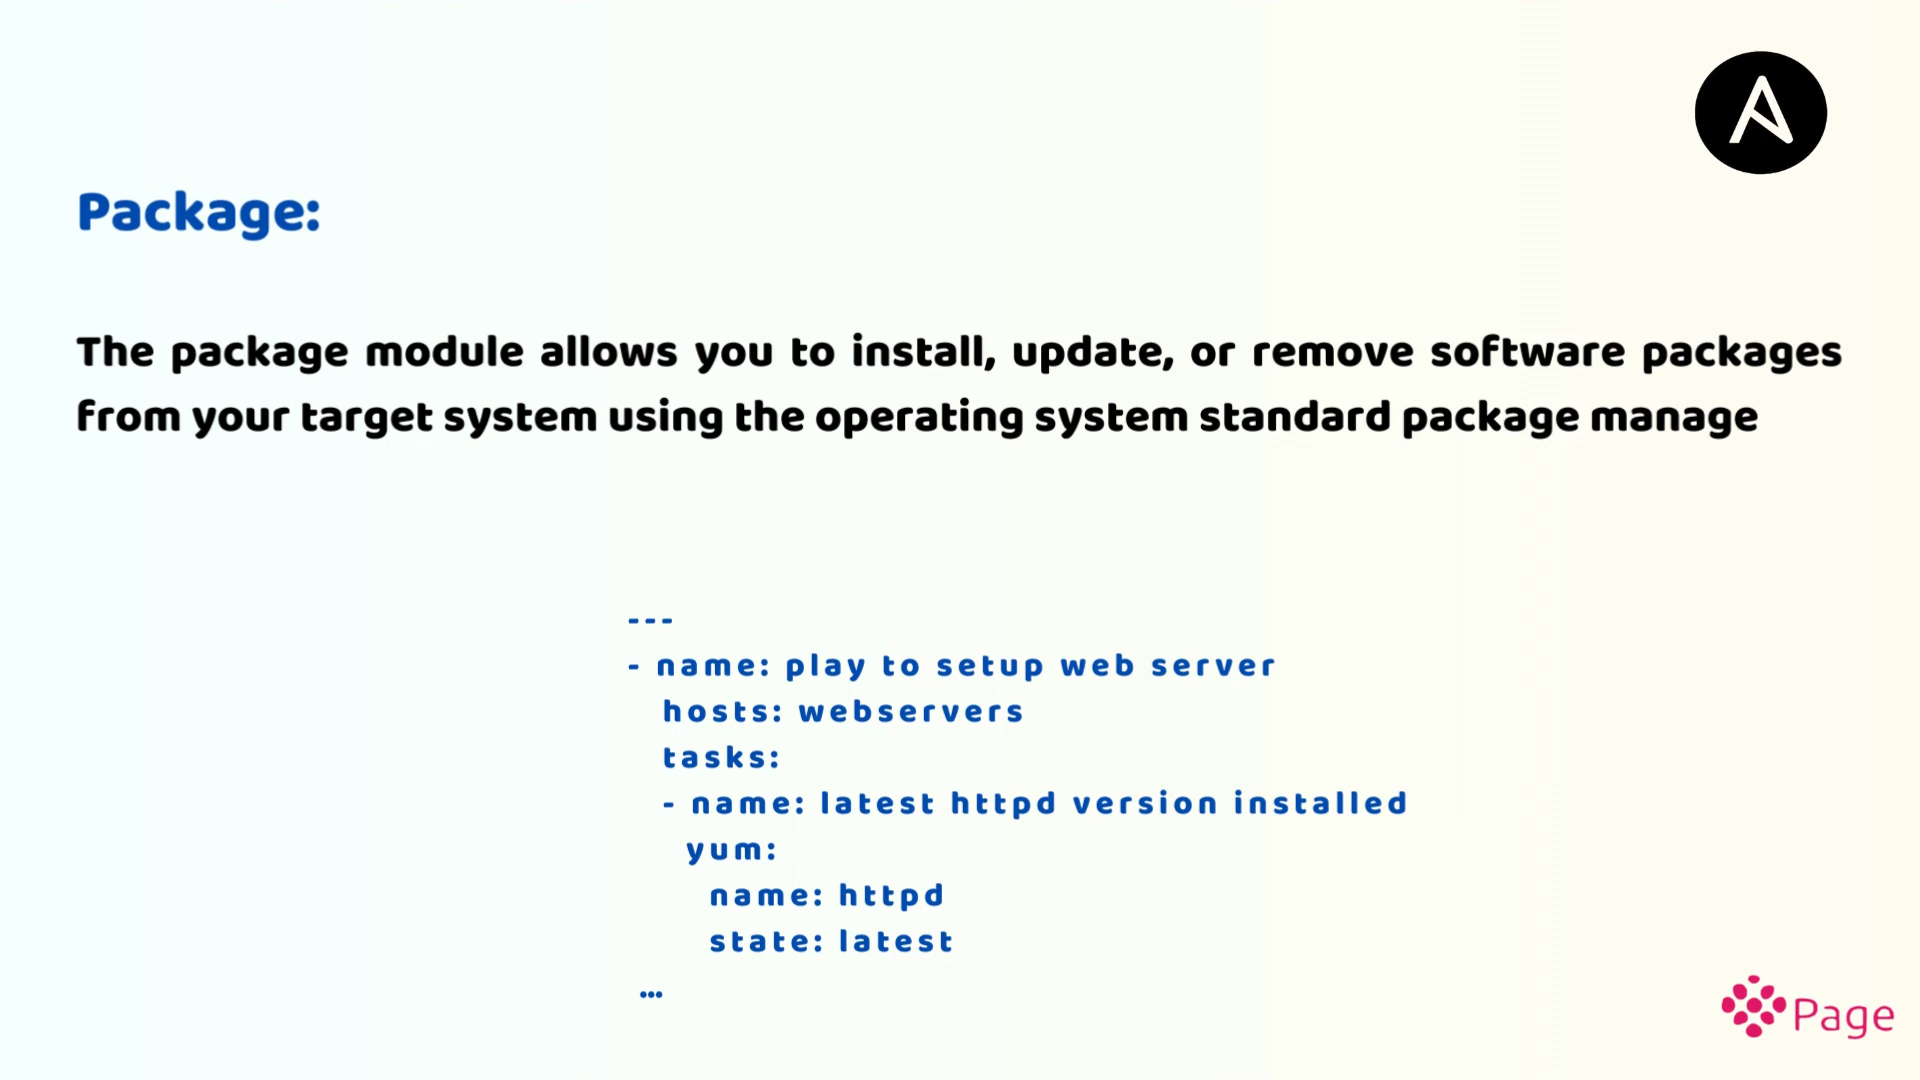 Package:
The package module allows you to install, update, or remove software packages
from your target system using the operating system standard package manage
---
- name: play to setup web server
hosts: webservers
tasks:
- name: latest httpd version installed
yum:
name: httpd
state: latest
...
Page